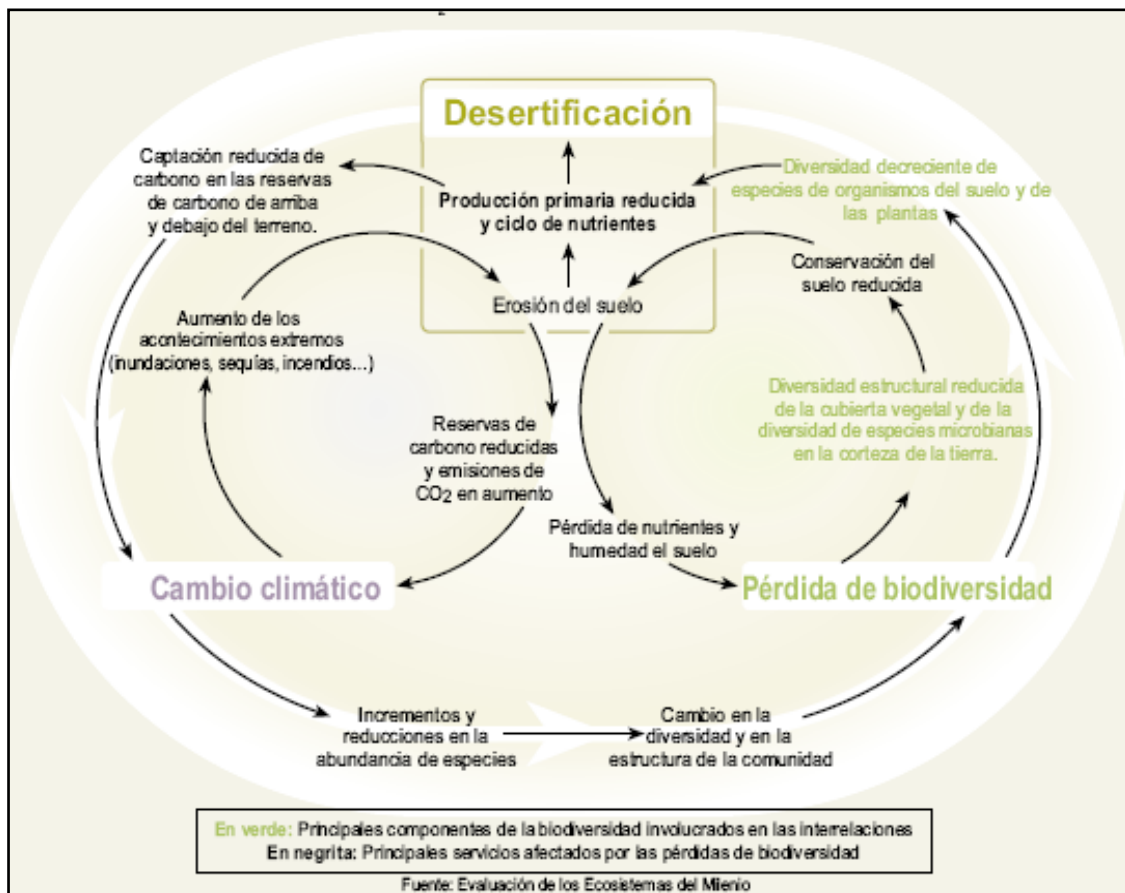 2
Desertificación
Captación reducida de
carbono en las reservas
de carbono de arriba
y debajo del terreno.
Producción primaria reducida
y ciclo de nutrientes
Diversidad decreciente de
especies de organismos del suelo y de
las plantas
Conservación del
suelo reducida
Erosión del suelo
Aumento de los
acontecimientos extremos
(inundaciones, sequías, incendios...)
Diversidad estructural reducida
de la cubierta vegetal y de la
diversidad de especies microbianas
en la corteza de la tierra.
Reservas de
carbono reducidas
y emisiones de
CO2 en aumento
Pérdida de nutrientes y
humedad el suelo
Cambio climático
Pérdida de biodiversidad
Incrementos y
reducciones en la
abundancia de especies
Cambio en la
diversidad y en la
estructura de la comunidad
En verde: Principales componentes de la biodiversidad involucrados en las interrelaciones
En negrita: Principales servicios afectados por las pérdidas de biodiversidad
Fuente: Evaluación de los Ecosistemas del Milenio